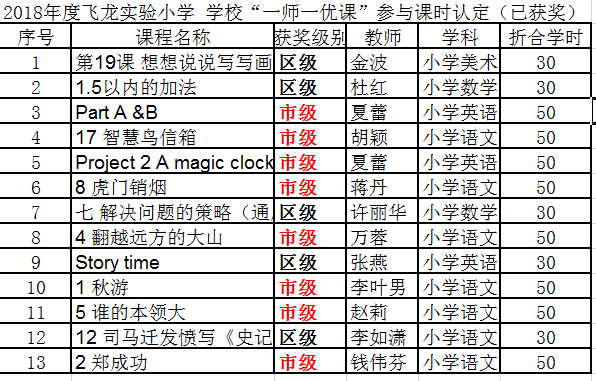 2018年度飞龙实验小学 学校“一师一优课”参与课时认定（已获奖）
序号 课程名称 获奖级别 教师 学科 折合学时
1 第19课 想想说说写写画 区级 金波 小学美术 30
2 1.5以内的加法 区级 杜红 小学数学 30
3 Part A &B 市级 夏蕾 小学英语 50
4 17 智慧鸟信箱 市级 胡颖 小学语文 50
5 Project 2 A magic clock 市级 夏蕾 小学英语 50
6 8 虎门销烟 市级 蒋丹 小学语文 50
7 七 解决问题的策略（通 区级 许丽华 小学数学 30
8 4 翻越远方的大山 市级 万蓉 小学语文 50
9 Story time 区级 张燕 小学英语 30
10 1 秋游 市级 李叶男 小学语文 50
11 5 谁的本领大 市级 赵莉 小学语文 50
12 12 司马迁发愤写《史记 区级 李如潇 小学语文 30
13 2 郑成功 市级 钱伟芬 小学语文 50